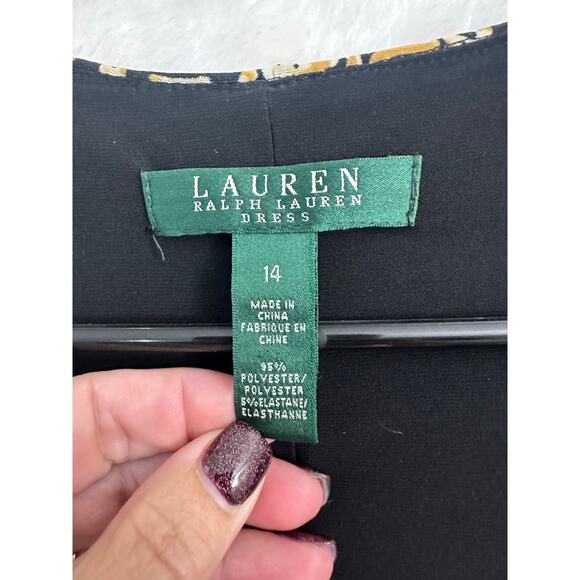 LAUREN
RALPH LAUREN
DRESS
14
MADE IN
CHINA
FABRIQUE EN
CHINE
95%
POLYESTER/
POLYESTER
5%ELASTANE/
ELASTHANNE